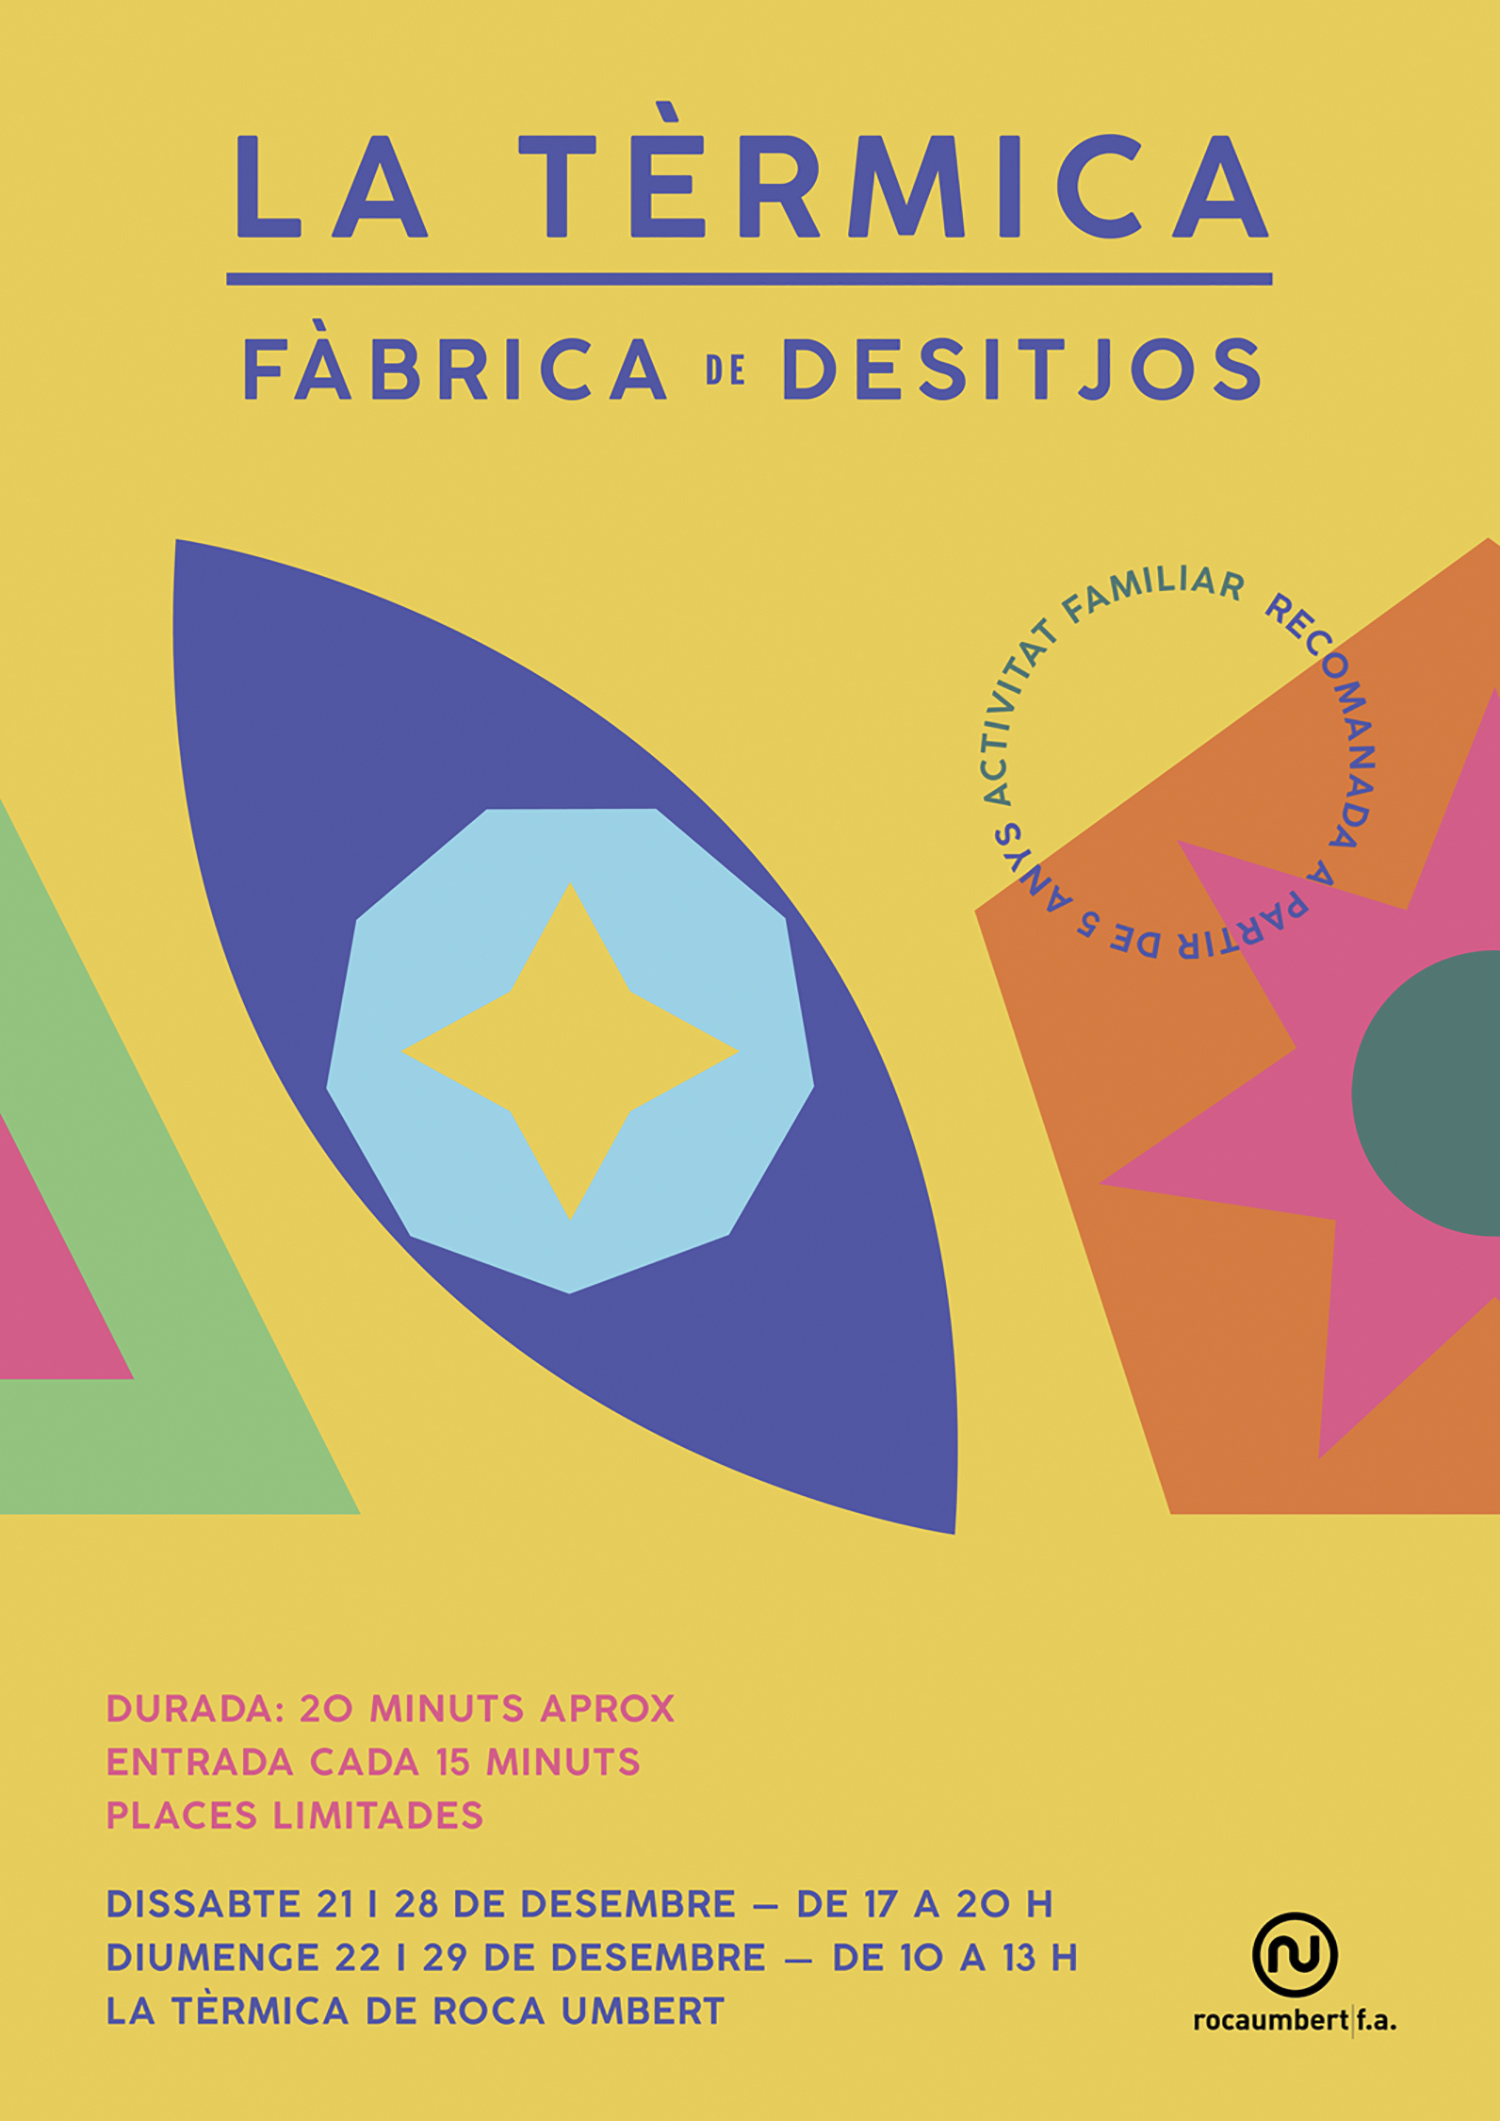 LA TÈRMICA
FÀBRICA DE DESITJOS
ACTIVITAT FAMILIAR RECOMANADA A PARTIR DE 5 ANYS
DURADA: 20 MINUTS APROX
ENTRADA CADA 15 MINUTS
PLACES LIMITADES
DISSABTE 21 I 28 DE DESEMBRE — DE 17 A 20 H
DIUMENGE 22 I 29 DE DESEMBRE — DE 10 A 13 H
LA TÈRMICA DE ROCA UMBERT
rocaumbert|f.a.